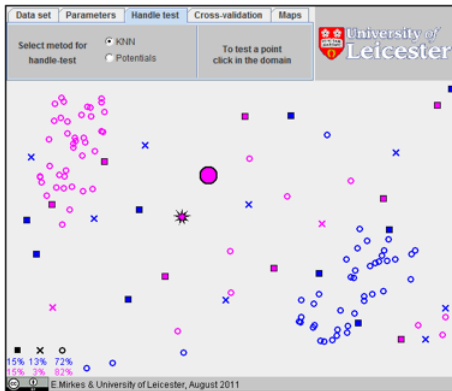 Data set Parameters Handle test Cross-validation Maps
Select metod for
handle-test
KNN
Potentials
To test a point
click in the domain
University of
Leicester
15% 13% 72%
15% 3% 82%
E.Mirkes & University of Leicester, August 2011